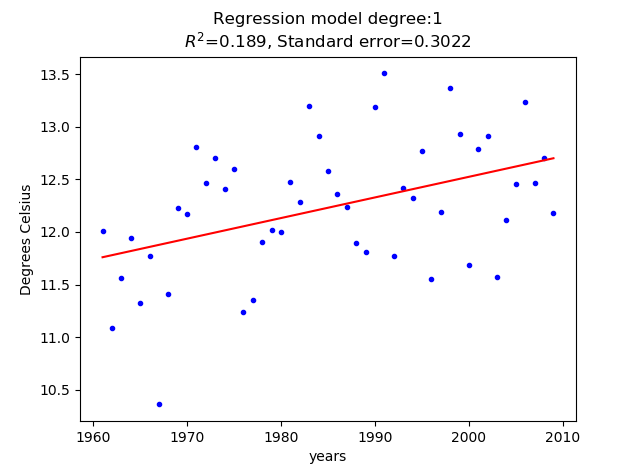 Regression model degree:1
R²=0.189, Standard error=0.3022
13.5
13.0
12.5
12.0
11.5
11.0
10.5
Degrees Celsius
1960 1970 1980 1990 2000 2010
years